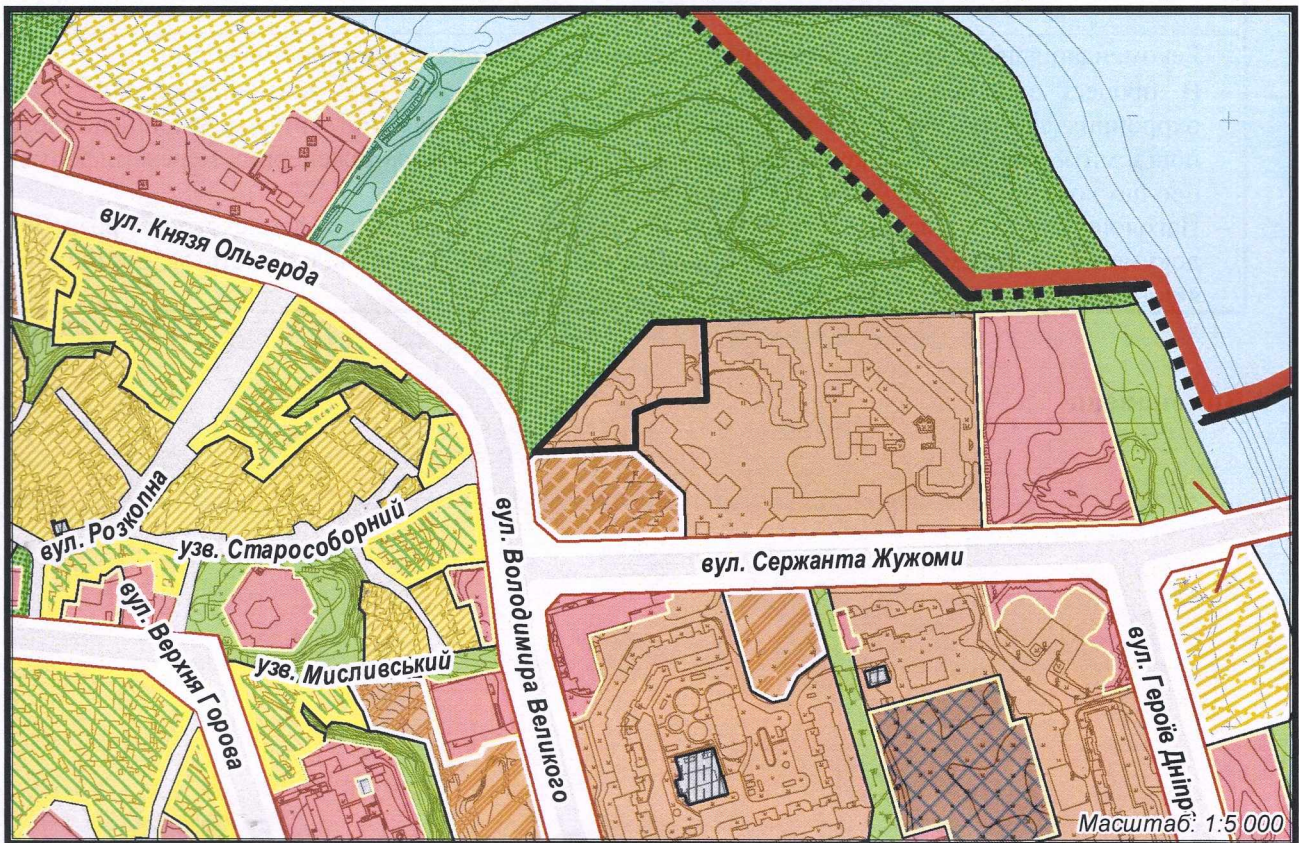 вул. Князя Ольгерда
вул. Розкопна
узв. Старособорний
вул. Володимира Великого
вул. Сержанта Жужоми
вул. Верхня Горова
узв. Мисливський
вул. Героїв Дніпра
Масштаб: 1:5 000